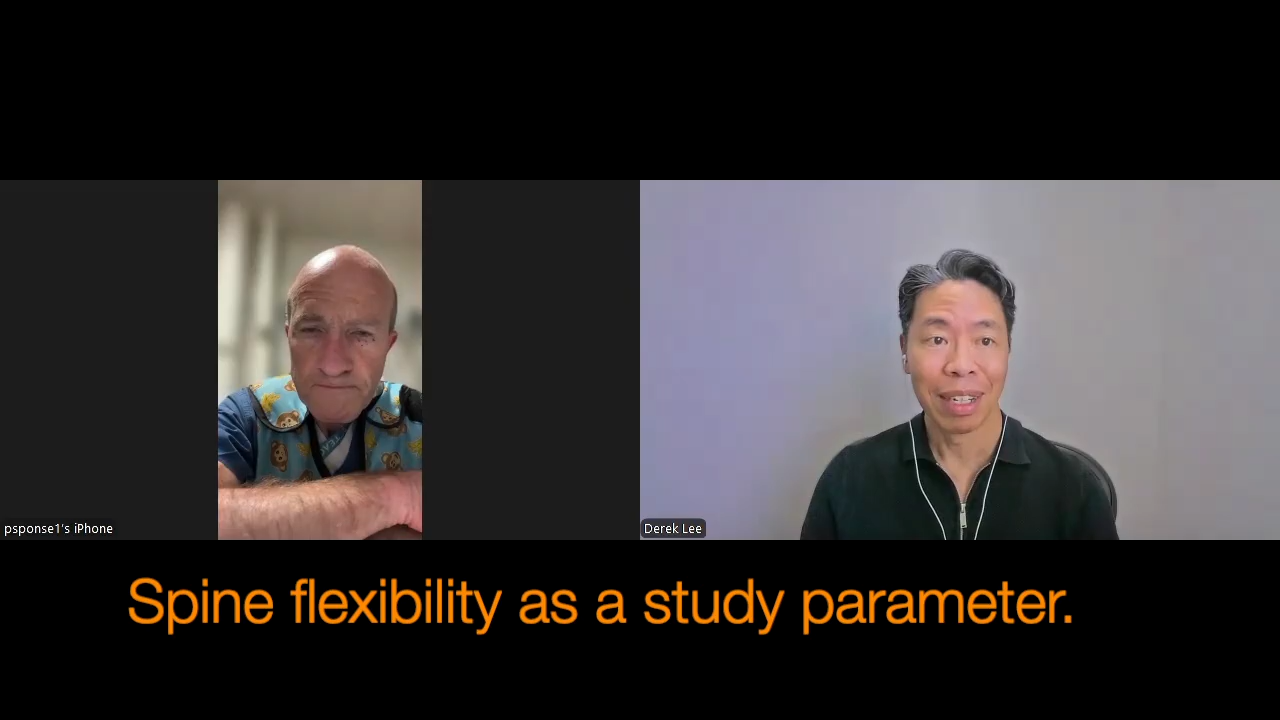 psponse1's iPhone
Derek Lee
Spine flexibility as a study parameter.